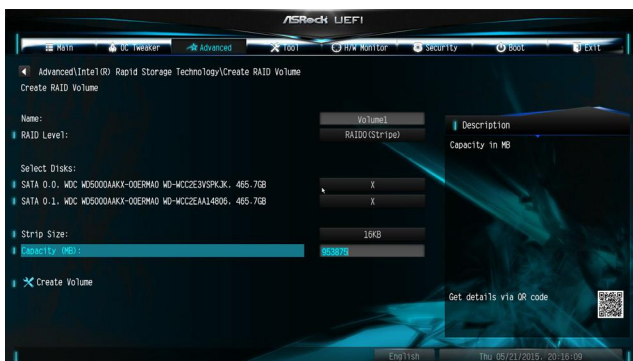 ASRock UEFI
Main OC Tweaker Advanced Tool H/W Monitor Security Boot Exit
Advanced\Intel(R) Rapid Storage Technology\Create RAID Volume
Create RAID Volume
Name: Volume1
RAID Level: RAID0(Stripe)
Select Disks:
SATA 0.0. WDC WD5000AAKX-00ERMA0 WD-WCC2E3VSPKJK. 465.7GB X
SATA 0.1. WDC WD5000AAKX-00ERMA0 WD-WCC2EAA14806. 465.7GB X
Strip Size: 16KB
Capacity (MB): 953875
Create Volume
Description
Capacity in MB
Get details via QR code
English Thu 05/21/2015. 20:16:09